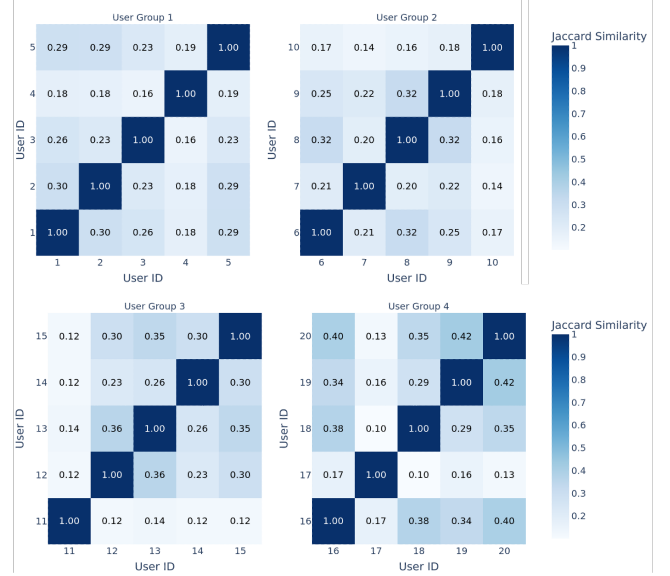 User Group 1
User Group 2
Jaccard Similarity
5 0.29 0.29 0.23 0.19 1.00
4 0.18 0.18 0.16 1.00 0.19
3 0.26 0.23 1.00 0.16 0.23
2 0.30 1.00 0.23 0.18 0.29
1 1.00 0.30 0.26 0.18 0.29
1 2 3 4 5
User ID
User ID
10 0.17 0.14 0.16 0.18 1.00
9 0.25 0.22 0.32 1.00 0.18
8 0.32 0.20 1.00 0.32 0.16
7 0.21 1.00 0.20 0.22 0.14
6 1.00 0.21 0.32 0.25 0.17
6 7 8 9 10
User ID
User ID
1
0.9
0.8
0.7
0.6
0.5
0.4
0.3
0.2
User Group 3
User Group 4
Jaccard Similarity
15 0.12 0.30 0.35 0.30 1.00
14 0.12 0.23 0.26 1.00 0.30
13 0.14 0.36 1.00 0.26 0.35
12 0.12 1.00 0.36 0.23 0.30
11 1.00 0.12 0.14 0.12 0.12
11 12 13 14 15
User ID
User ID
20 0.40 0.13 0.35 0.42 1.00
19 0.34 0.16 0.29 1.00 0.42
18 0.38 0.10 1.00 0.29 0.35
17 0.17 1.00 0.10 0.16 0.13
16 1.00 0.17 0.38 0.34 0.40
16 17 18 19 20
User ID
User ID
1
0.9
0.8
0.7
0.6
0.5
0.4
0.3
0.2